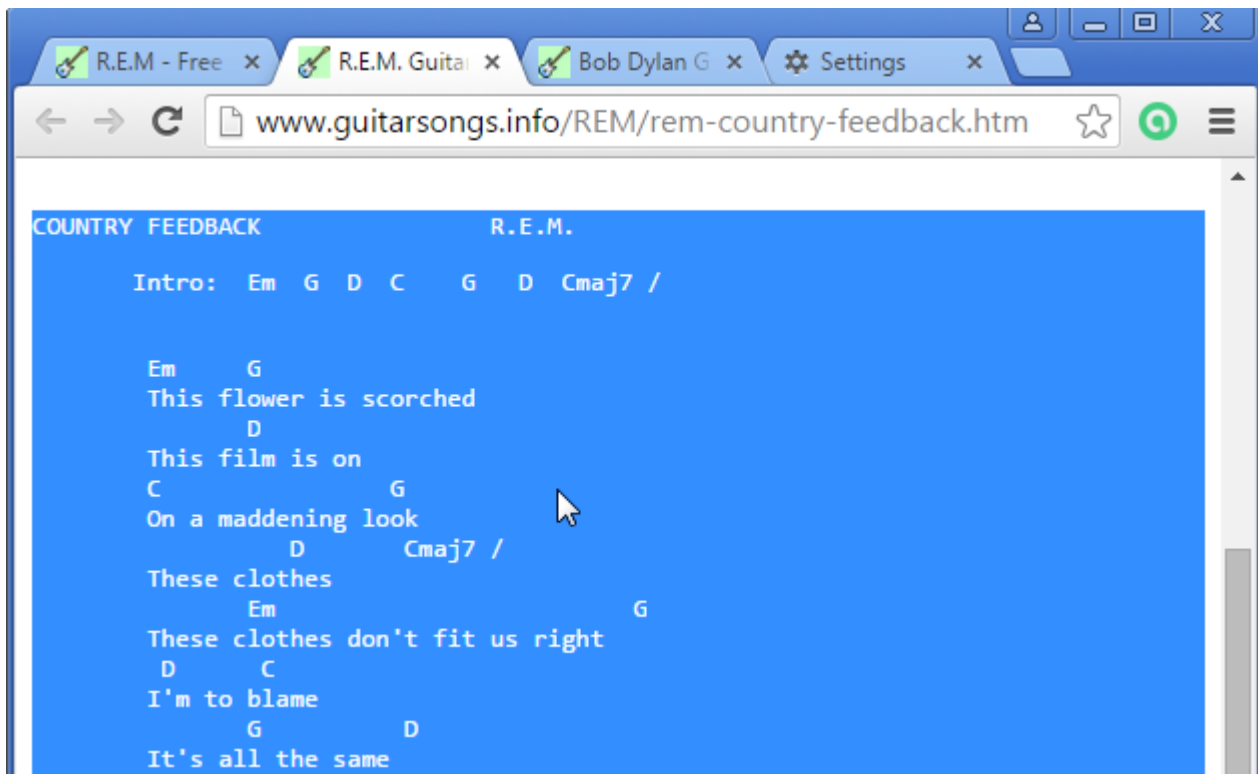 R.E.M - Free R.E.M. Guita Bob Dylan G Settings
www.guitarsongs.info/REM/rem-country-feedback.htm
COUNTRY FEEDBACK R.E.M.
Intro: Em G D C G D Cmaj7 /
Em G
This flower is scorched
D
This film is on
C G
On a maddening look
D Cmaj7 /
These clothes
Em G
These clothes don't fit us right
D C
I'm to blame
G D
It's all the same